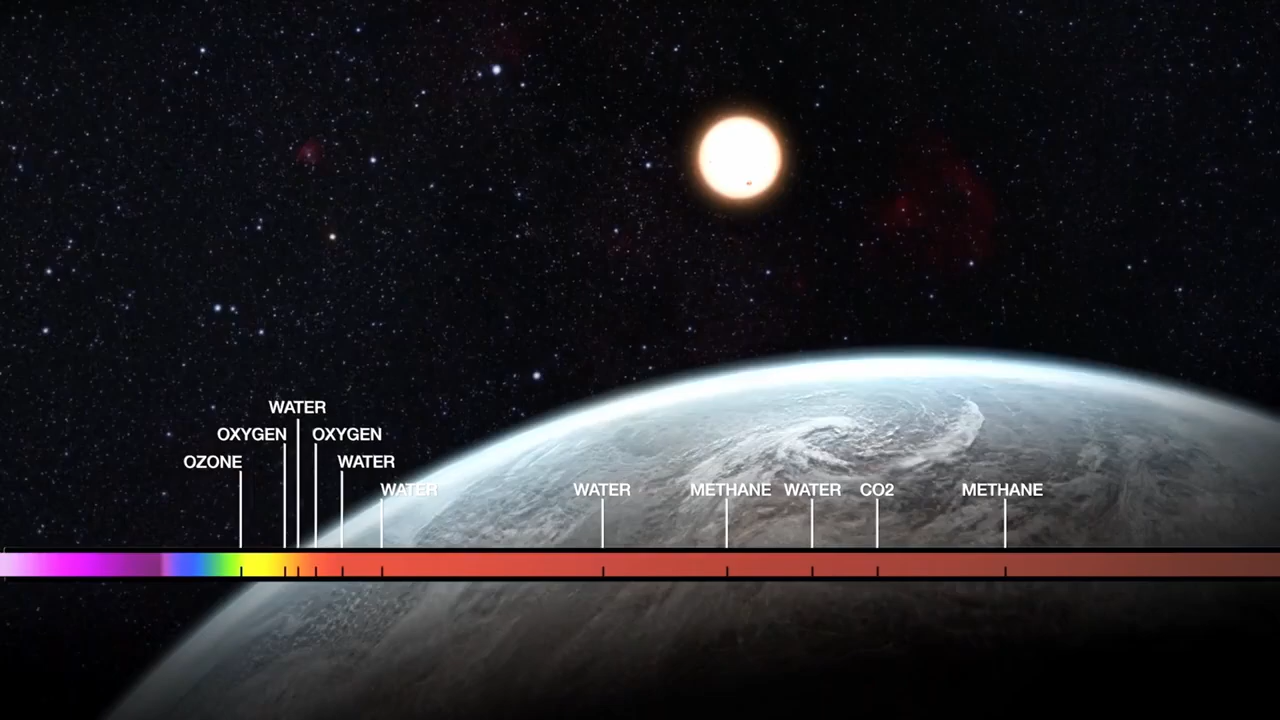 WATER
OXYGEN OXYGEN
OZONE WATER
WATER WATER METHANE WATER CO2 METHANE